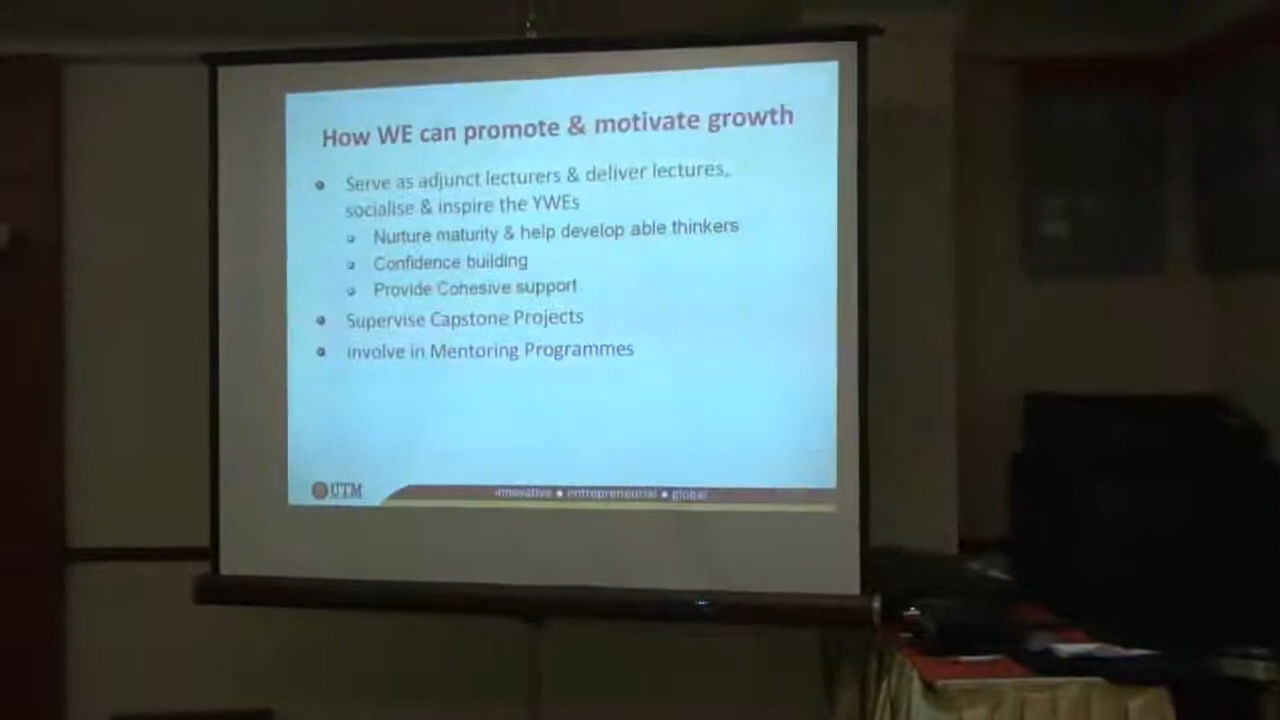 How WE can promote & motivate growth
Serve as adjunct lecturers & deliver lectures,
socialise & inspire the YWEs
Nurture maturity & help develop able thinkers
Confidence building
Provide Cohesive support
Supervise Capstone Projects
Involve in Mentoring Programmes
UTM
innovative ● entrepreneurial ● global